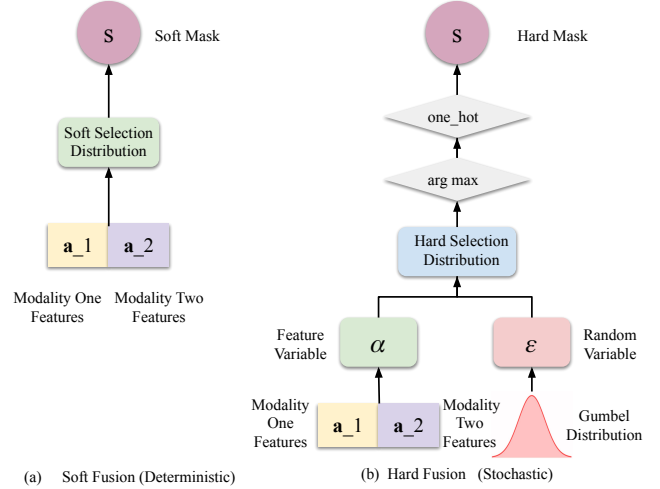 S
Soft Mask
Soft Selection
Distribution
a_1
a_2
Modality One
Features
Modality Two
Features
(a) Soft Fusion (Deterministic)
S
Hard Mask
one_hot
arg max
Hard Selection
Distribution
Feature
Variable
α
ε
Random
Variable
Modality
One
Features
a_1
a_2
Modality
Two
Features
Gumbel
Distribution
(b) Hard Fusion (Stochastic)